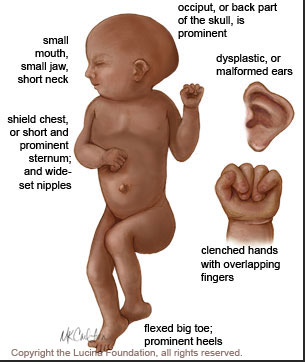 occiput, or back part
of the skull, is
prominent
small
mouth,
small jaw,
short neck
dysplastic, or
malformed ears
shield chest,
or short and
prominent
sternum;
and wide-
set nipples
clenched hands
with overlapping
fingers
flexed big toe;
prominent heels
Copyright the Lucina Foundation, all rights reserved.